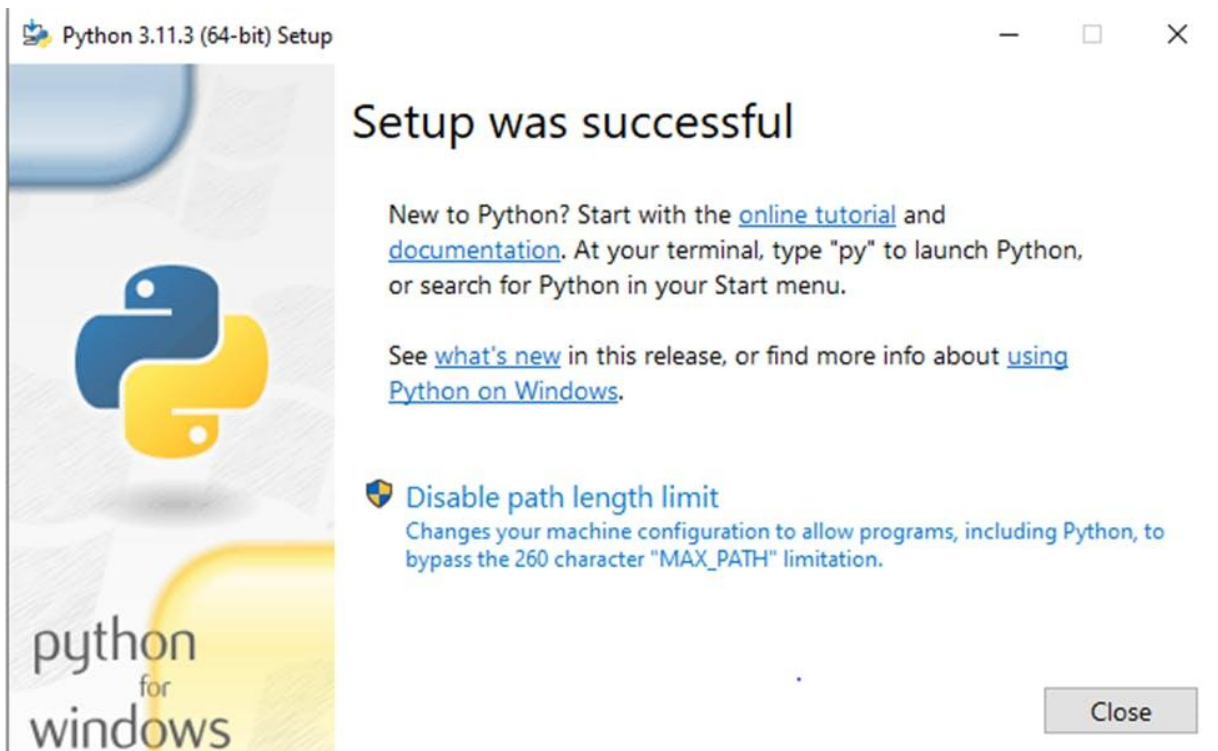 Python 3.11.3 (64-bit) Setup
Setup was successful
New to Python? Start with the online tutorial and
documentation. At your terminal, type "py" to launch Python,
or search for Python in your Start menu.
See what's new in this release, or find more info about using
Python on Windows.
Disable path length limit
Changes your machine configuration to allow programs, including Python, to
bypass the 260 character "MAX_PATH" limitation.
python
for
windows
Close